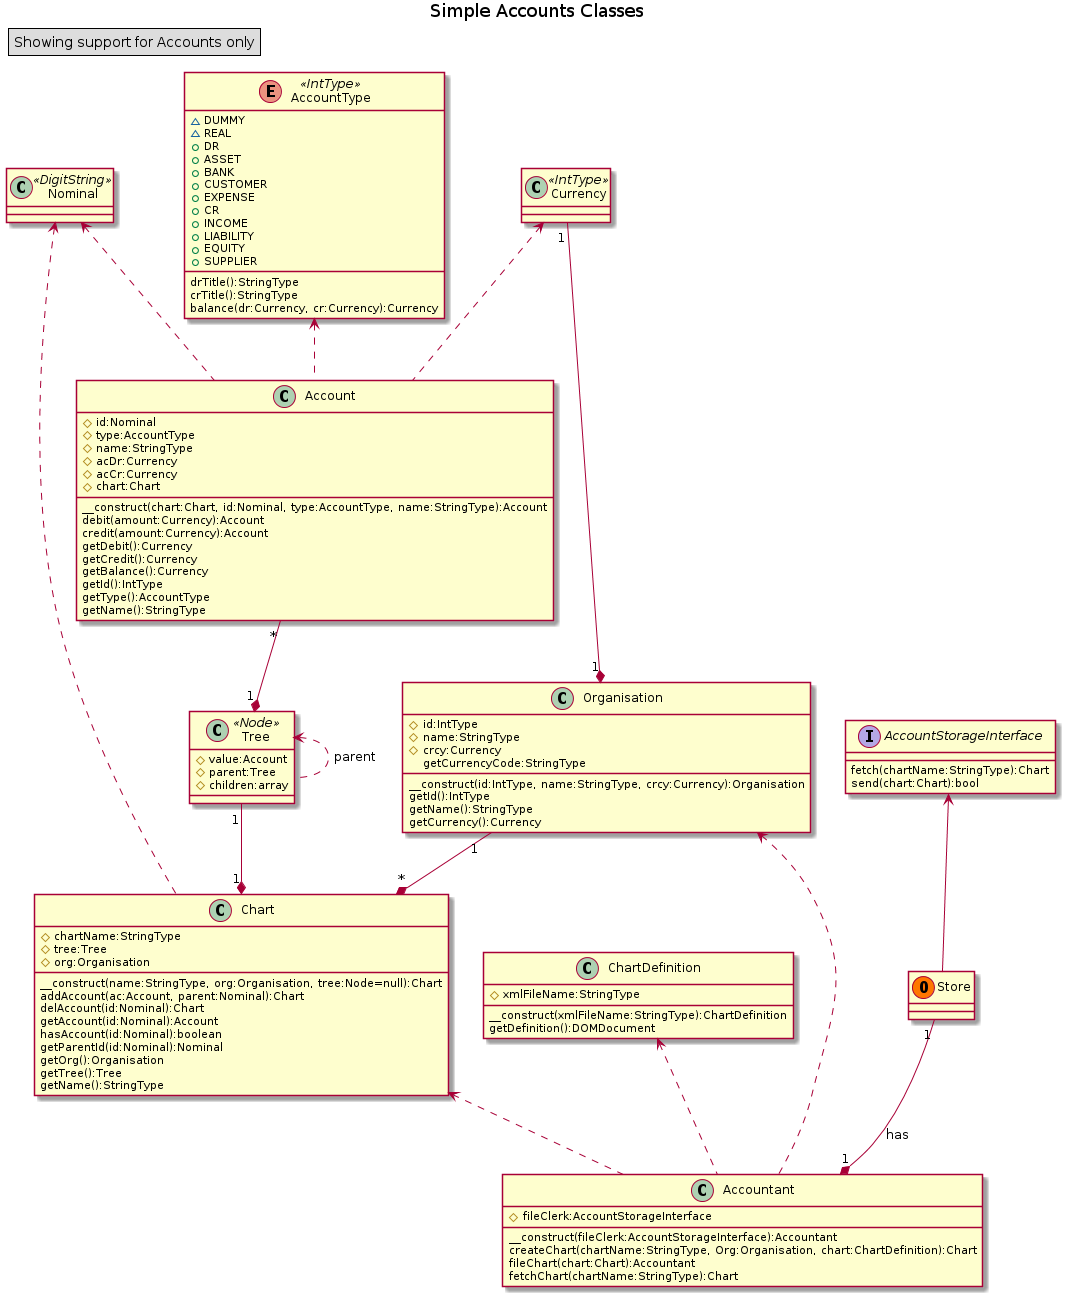 Simple Accounts Classes
Showing support for Accounts only
E
«IntType»
AccountType
DUMMY
REAL
DR
ASSET
BANK
CUSTOMER
EXPENSE
CR
INCOME
LIABILITY
EQUITY
SUPPLIER
drTitle():StringType
crTitle():StringType
balance(dr:Currency, cr:Currency):Currency
C
«DigitString»
Nominal
C
«IntType»
Currency
1
C
Account
id:Nominal
type:AccountType
name:StringType
acDr:Currency
acCr:Currency
chart:Chart
__construct(chart:Chart, id:Nominal, type:AccountType, name:StringType):Account
debit(amount:Currency):Account
credit(amount:Currency):Account
getDebit():Currency
getCredit():Currency
getBalance():Currency
getId():IntType
getType():AccountType
getName():StringType
*
1
1
C
«Node»
Tree
value:Account
parent:Tree
children:array
parent
C
Organisation
id:IntType
name:StringType
crcy:Currency
getCurrencyCode:StringType
__construct(id:IntType, name:StringType, crcy:Currency):Organisation
getId():IntType
getName():StringType
getCurrency():Currency
I
AccountStorageInterface
fetch(chartName:StringType):Chart
send(chart:Chart):bool
1
1
1
*
C
Chart
chartName:StringType
tree:Tree
org:Organisation
__construct(name:StringType, org:Organisation, tree:Node=null):Chart
addAccount(ac:Account, parent:Nominal):Chart
delAccount(id:Nominal):Chart
getAccount(id:Nominal):Account
hasAccount(id:Nominal):boolean
getParentId(id:Nominal):Nominal
getOrg():Organisation
getTree():Tree
getName():StringType
C
ChartDefinition
xmlFileName:StringType
__construct(xmlFileName:StringType):ChartDefinition
getDefinition():DOMDocument
O
Store
1
has
1
C
Accountant
fileClerk:AccountStorageInterface
__construct(fileClerk:AccountStorageInterface):Accountant
createChart(chartName:StringType, Org:Organisation, chart:ChartDefinition):Chart
fileChart(chart:Chart):Accountant
fetchChart(chartName:StringType):Chart